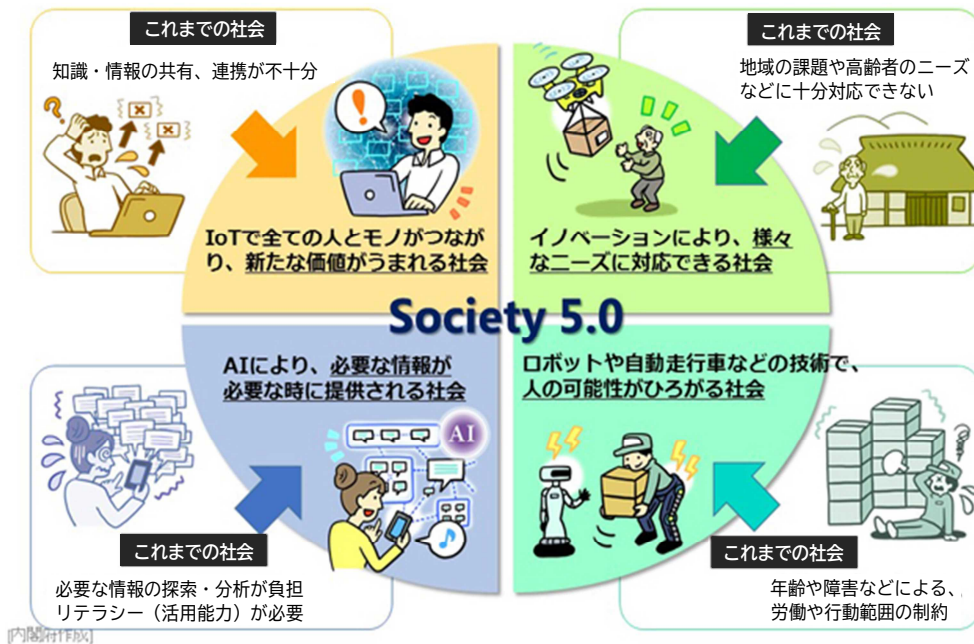 これまでの社会
知識・情報の共有、連携が不十分
IoTで全ての人とモノがつなが
り、新たな価値がうまれる社会
これまでの社会
地域の課題や高齢者のニーズ
などに十分対応できない
イノベーションにより、様々
なニーズに対応できる社会
Society 5.0
AIにより、必要な情報が
必要な時に提供される社会
AI
これまでの社会
必要な情報の探索・分析が負担
リテラシー（活用能力）が必要
ロボットや自動走行車などの技術で、
人の可能性がひろがる社会
これまでの社会
年齢や障害などによる、
労働や行動範囲の制約
[内閣府作成]